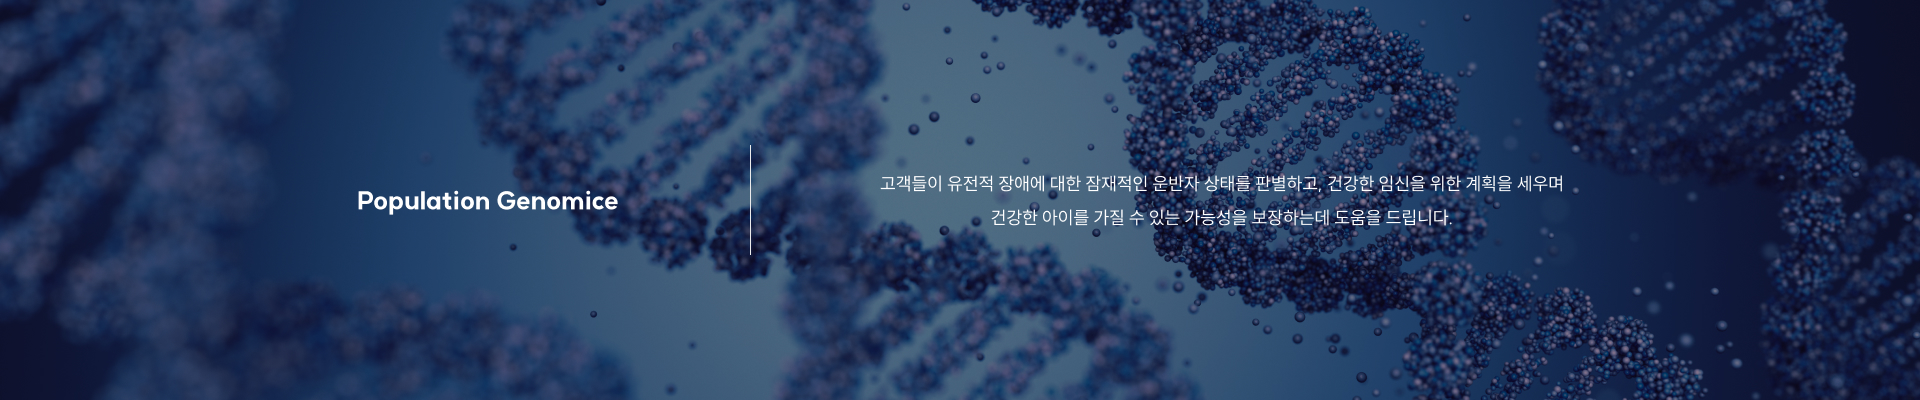 Population Genomice
고객들이 유전적 장애에 대한 잠재적인 운반자 상태를 판별하고, 건강한 임신을 위한 계획을 세우며
건강한 아이를 가질 수 있는 가능성을 보장하는데 도움을 드립니다.